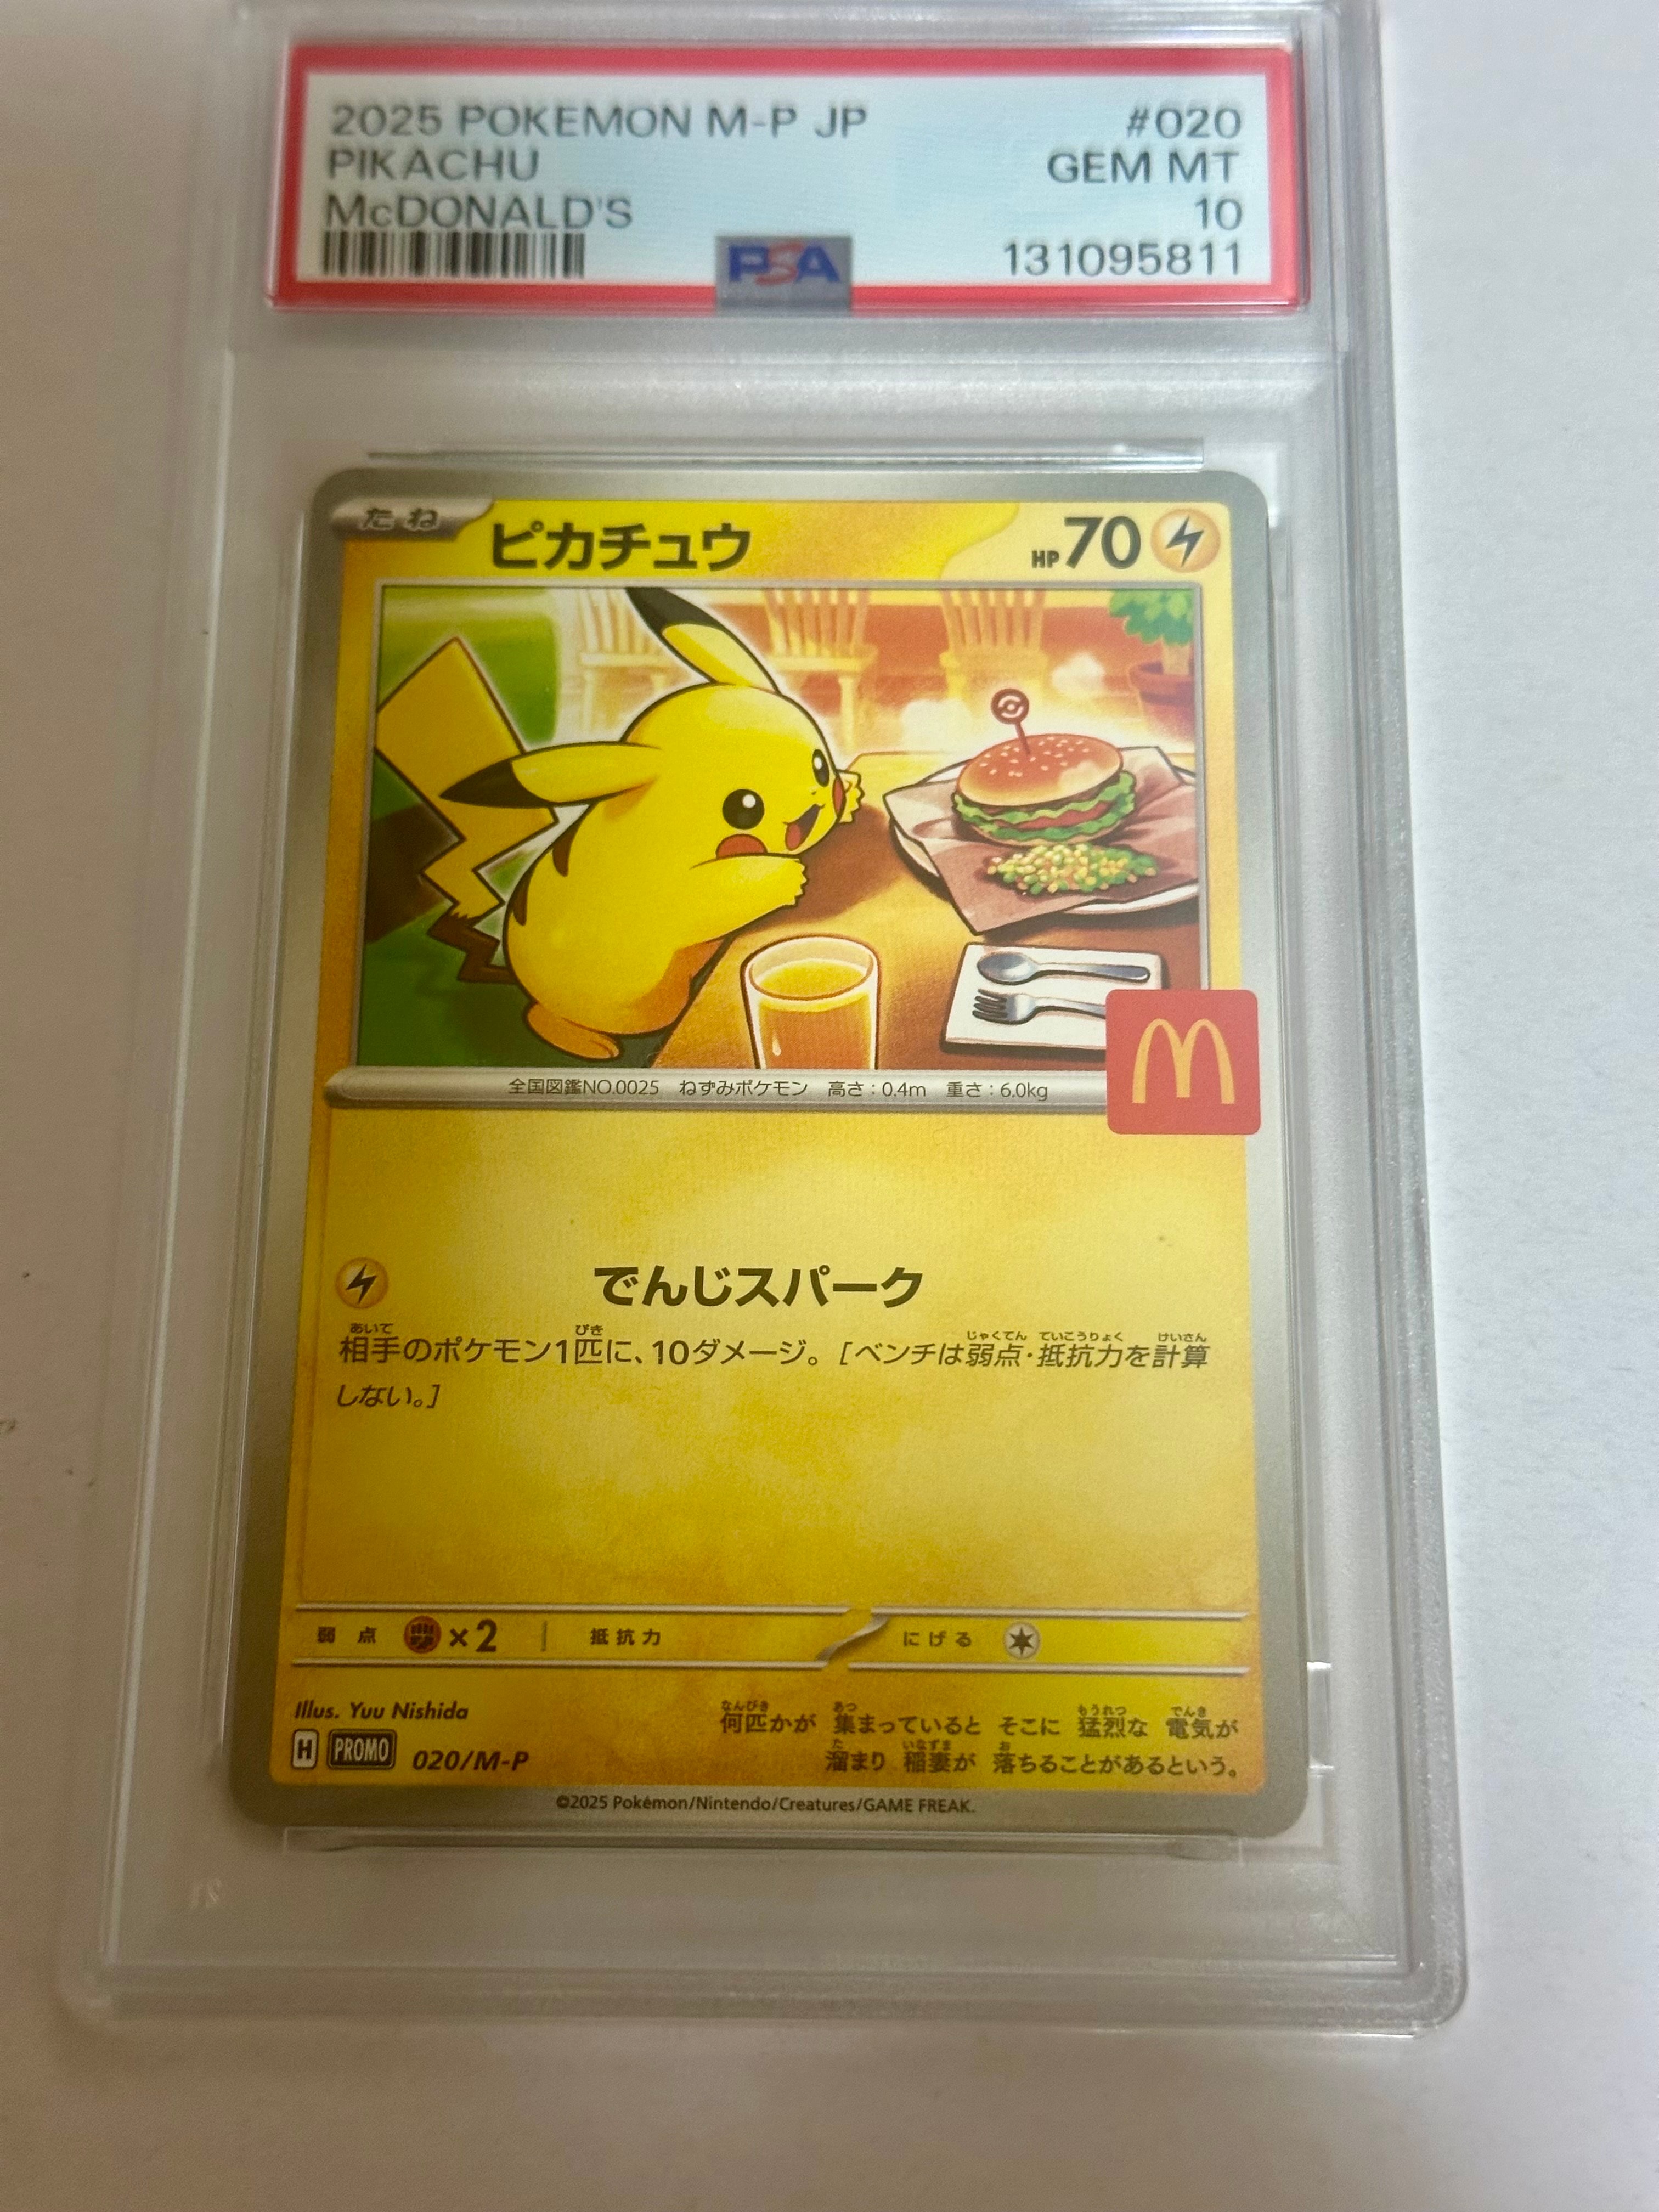 2025 POKEMON M-P JP #020
PIKACHU GEM MT
McDONALD'S 10
PSA 131095811
たね ピカチュウ HP70
全国図鑑NO.0025 ねずみポケモン 高さ:0.4m 重さ:6.0kg
でんじスパーク
相手のポケモン1匹に、10ダメージ。[ベンチは弱点・抵抗力を計算
しない。]
弱点 ×2 抵抗力 にげる
Illus. Yuu Nishida
何匹かが 集まっていると そこに 猛烈な 電気が
溜まり 稲妻が 落ちることがあるという。
H PROMO 020/M-P
©2025 Pokémon/Nintendo/Creatures/GAME FREAK.